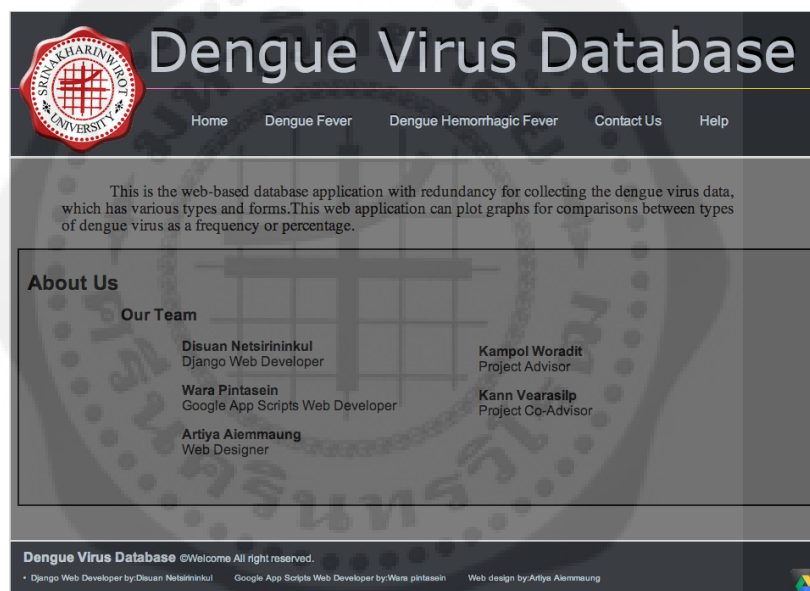 Dengue Virus Database
SRINAKHARINWIROT
UNIVERSITY
Home Dengue Fever Dengue Hemorrhagic Fever Contact Us Help
This is the web-based database application with redundancy for collecting the dengue virus data,
which has various types and forms.This web application can plot graphs for comparisons between types
of dengue virus as a frequency or percentage.
About Us
Our Team
Disuan Netsirininkul
Django Web Developer
Wara Pintasein
Google App Scripts Web Developer
Artiya Aiemmaung
Web Designer
Kampol Woradit
Project Advisor
Kann Vearasilp
Project Co-Advisor
Dengue Virus Database ©Welcome All right reserved.
• Django Web Developer by:Disuan Netsirininkul Google App Scripts Web Developer by:Wara pintasein Web design by:Artiya Aiemmaung